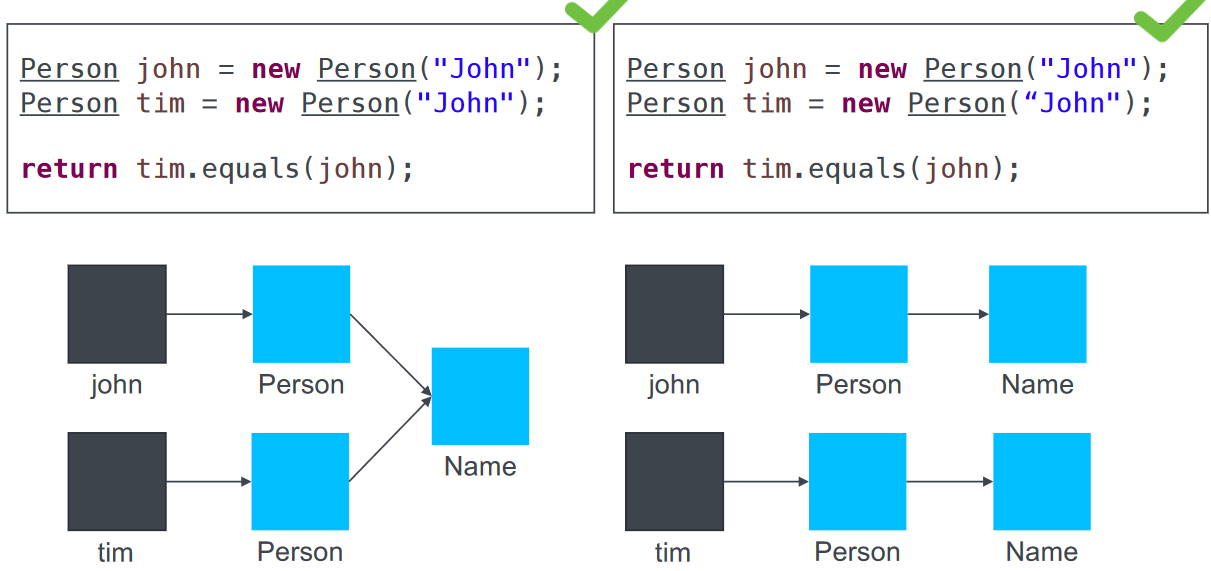 Person john = new Person("John");
Person tim = new Person("John");
return tim.equals(john);
Person john = new Person("John");
Person tim = new Person(“John");
return tim.equals(john);
john
Person
Name
tim
Person
john
Person
Name
tim
Person
Name